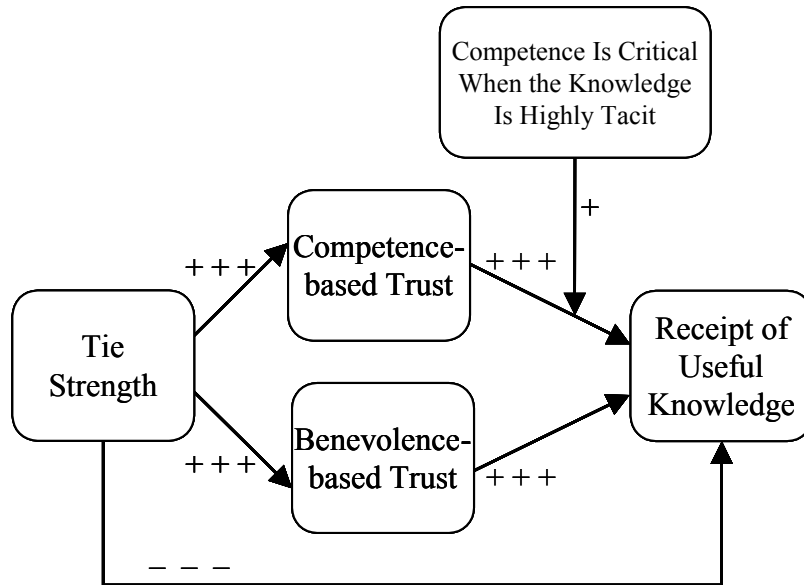 Competence Is Critical
When the Knowledge
Is Highly Tacit
+
Competence-
based Trust
+ + +
+ + +
Tie
Strength
Receipt of
Useful
Knowledge
Benevolence-
based Trust
+ + +
+ + +
– – –